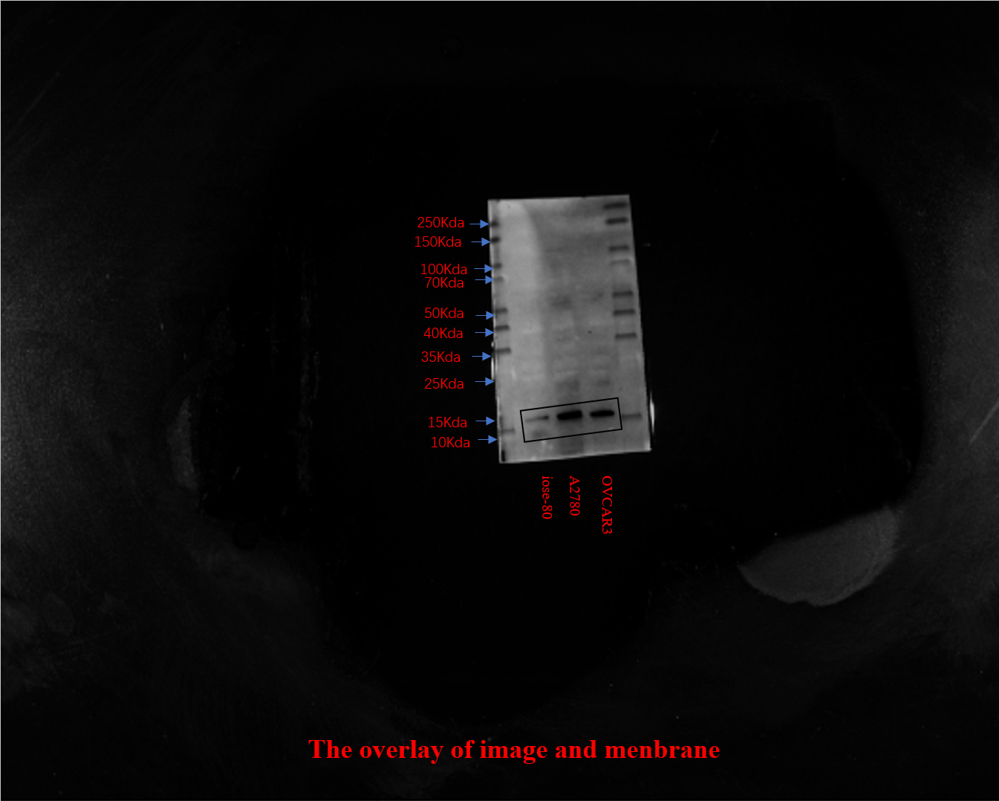 250Kda
150Kda
100Kda
70Kda
50Kda
40Kda
35Kda
25Kda
15Kda
10Kda
iose-80
A2780
OVCAR3
The overlay of image and menbrane